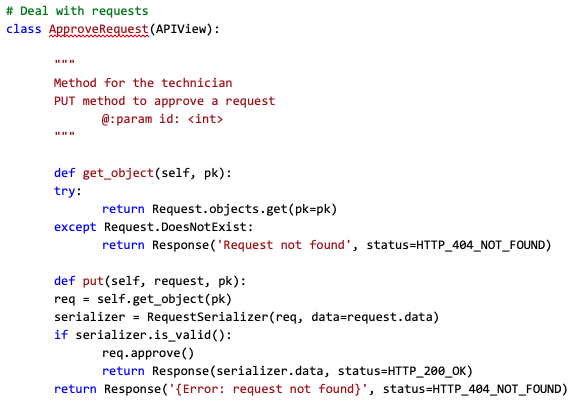 # Deal with requests
class ApproveRequest(APIView):
"""
Method for the technician
PUT method to approve a request
@:param id: <int>
"""
def get_object(self, pk):
try:
return Request.objects.get(pk=pk)
except Request.DoesNotExist:
return Response('Request not found', status=HTTP_404_NOT_FOUND)
def put(self, request, pk):
req = self.get_object(pk)
serializer = RequestSerializer(req, data=request.data)
if serializer.is_valid():
req.approve()
return Response(serializer.data, status=HTTP_200_OK)
return Response('{Error: request not found}', status=HTTP_404_NOT_FOUND)